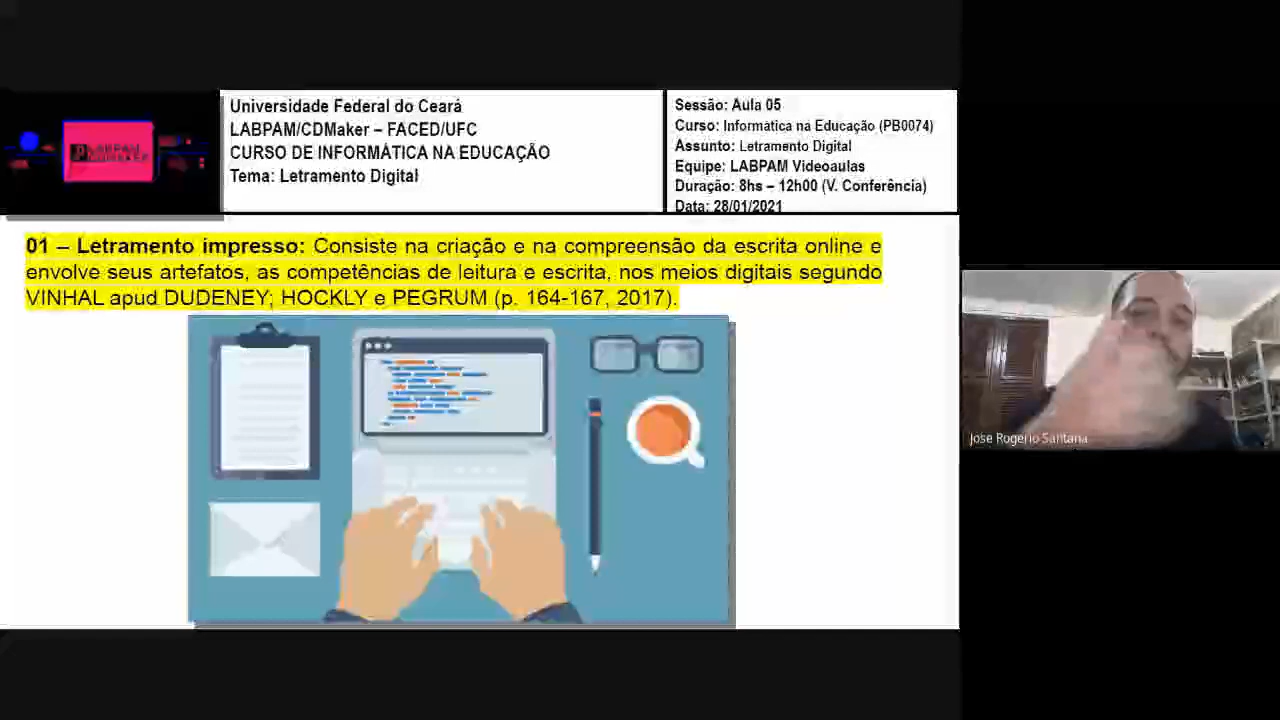 Universidade Federal do Ceará
LABPAM/CDMaker – FACED/UFC
CURSO DE INFORMÁTICA NA EDUCAÇÃO
Tema: Letramento Digital
Sessão: Aula 05
Curso: Informática na Educação (PB0074)
Assunto: Letramento Digital
Equipe: LABPAM Videoaulas
Duração: 8hs – 12h00 (V. Conferência)
Data: 28/01/2021
LABPAM
CDMAKER
01 – Letramento impresso: Consiste na criação e na compreensão da escrita online e
envolve seus artefatos, as competências de leitura e escrita, nos meios digitais segundo
VINHAL apud DUDENEY; HOCKLY e PEGRUM (p. 164-167, 2017).
Jose Rogerio Santana